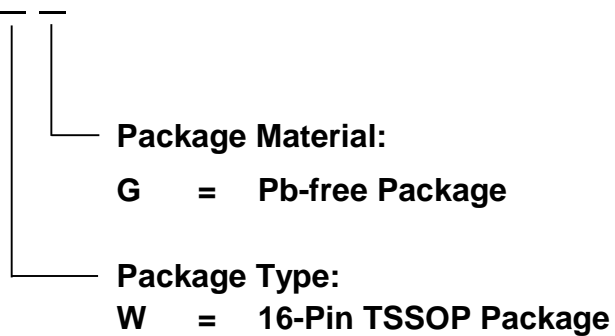 Package Material:
G = Pb-free Package
Package Type:
W = 16-Pin TSSOP Package